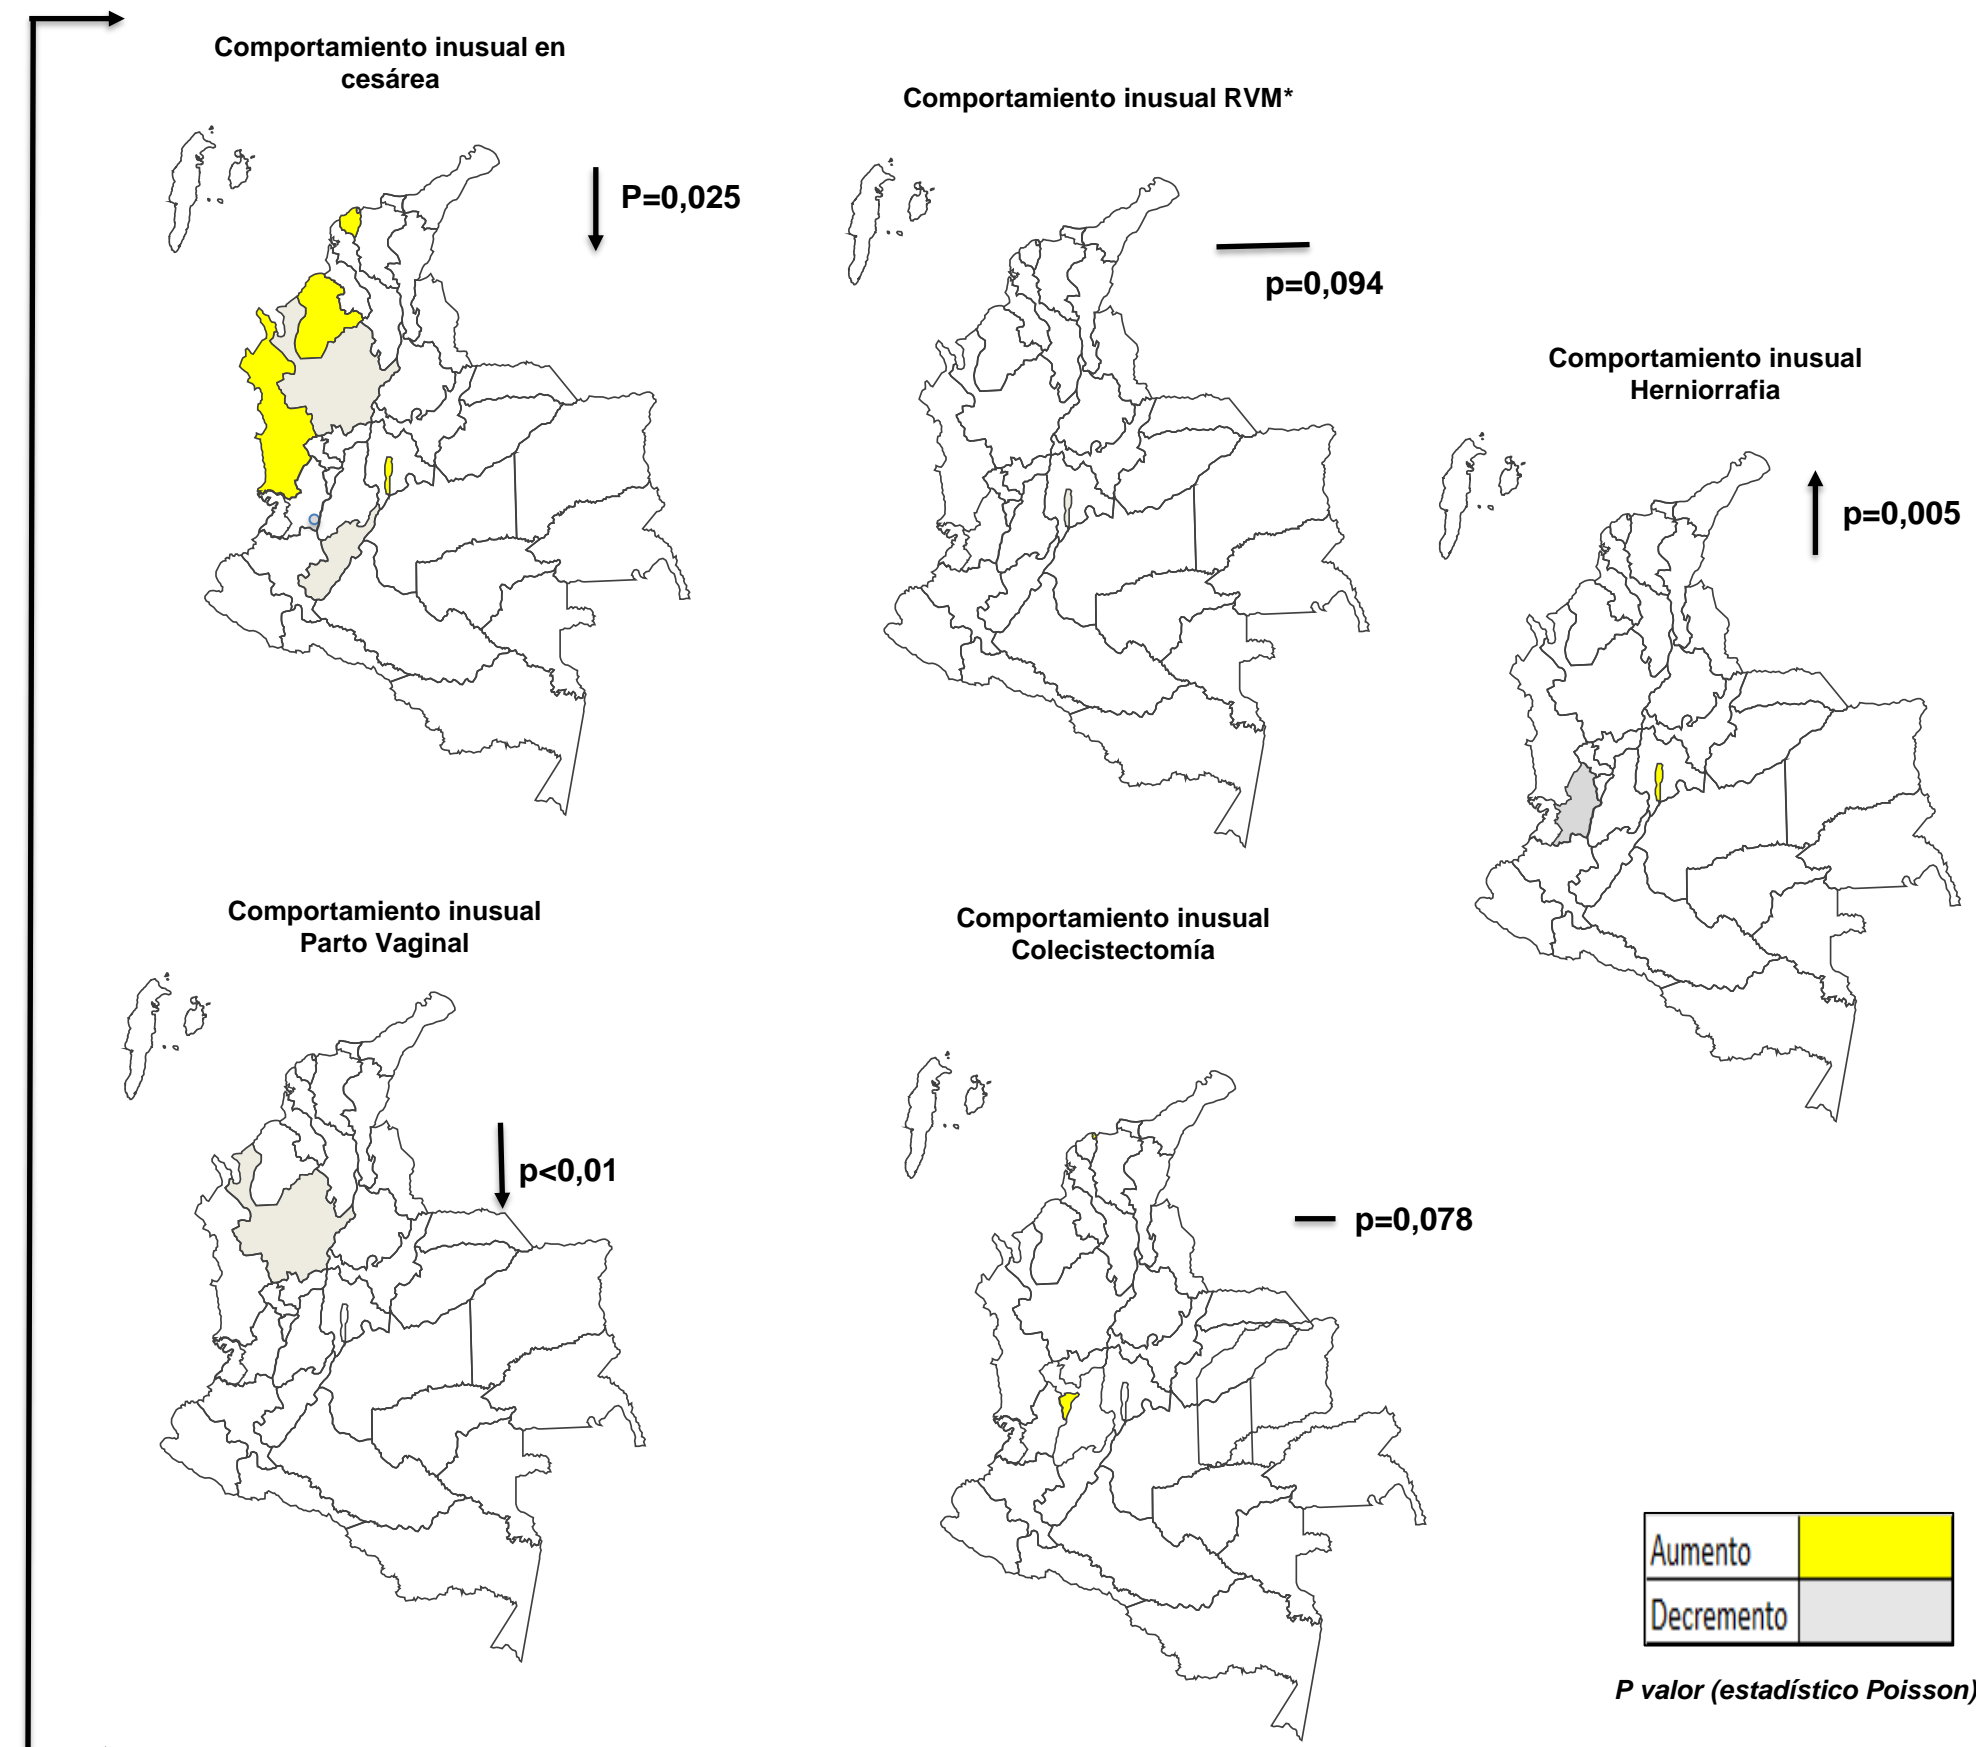 Comportamiento inusual en
cesárea
P=0,025
Comportamiento inusual RVM*
p=0,094
Comportamiento inusual
Herniorrafia
p=0,005
Comportamiento inusual
Parto Vaginal
p<0,01
Comportamiento inusual
Colecistectomía
p=0,078
Aumento
Decremento
P valor (estadístico Poisson)